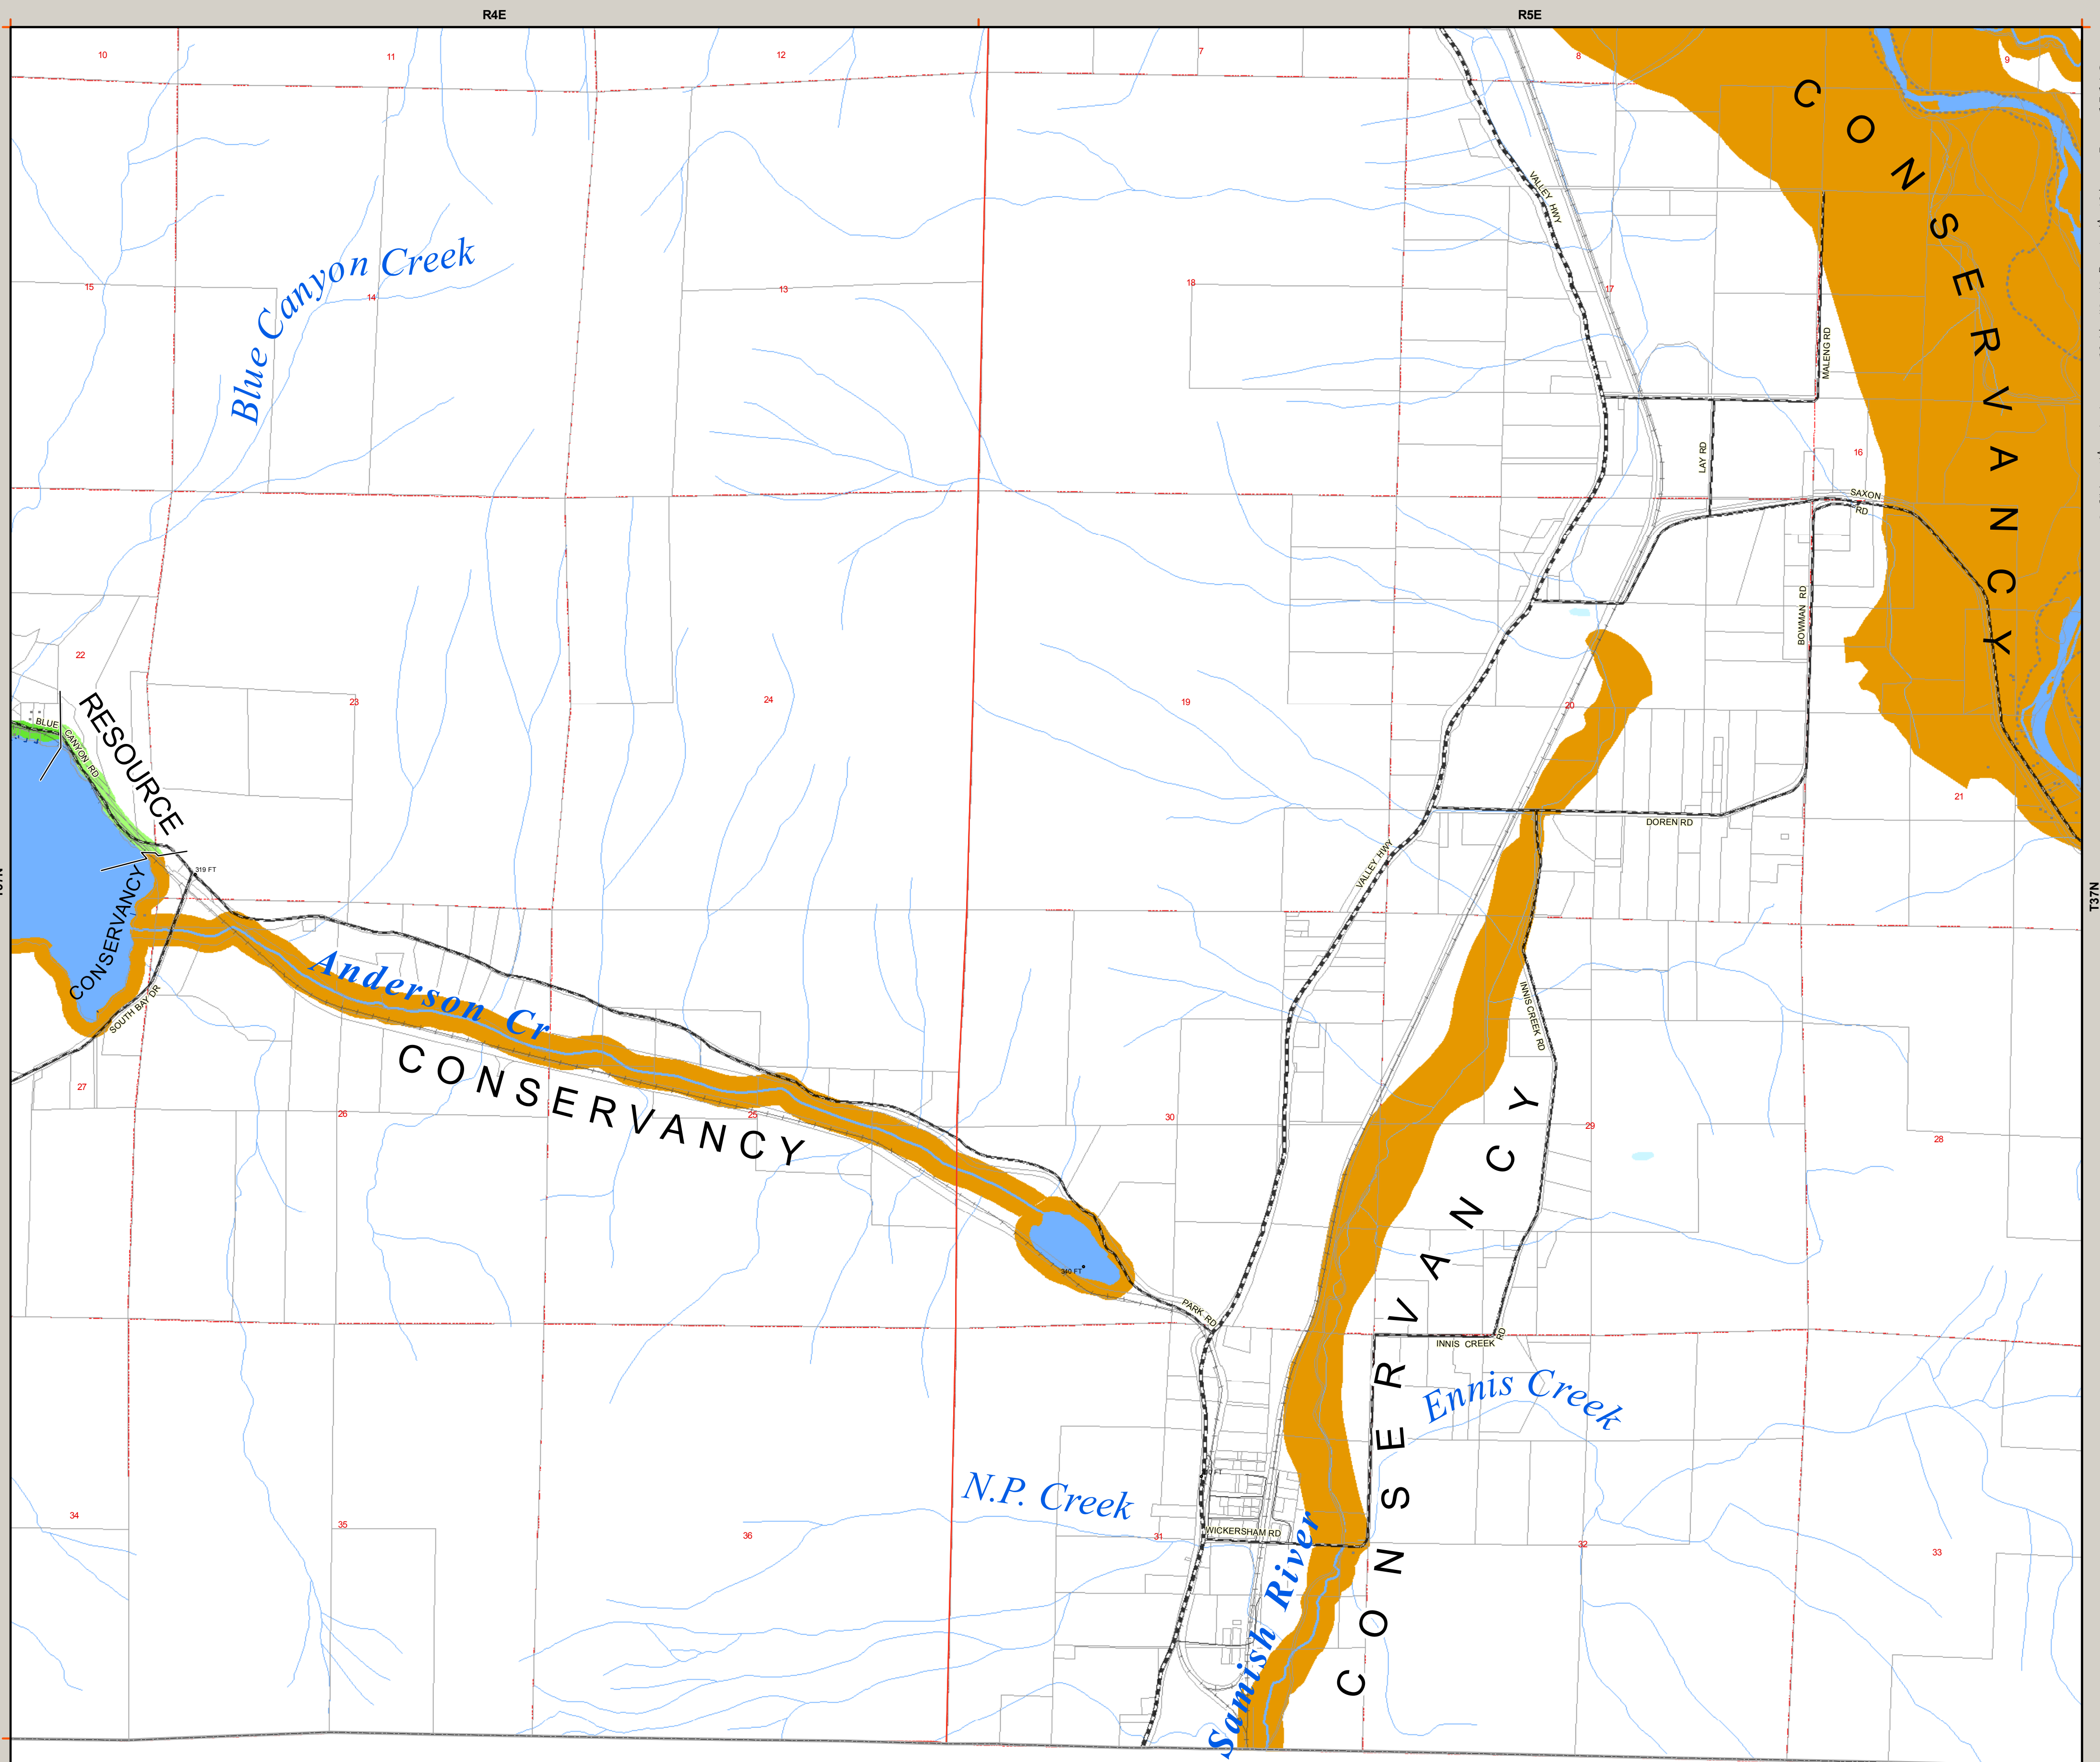 R4E
R5E
10
11
12
7
8
9
CONSERVANCY
VALLEY HWY
Blue Canyon Creek
15
14
13
18
17
MALENG RD
LAY RD
16
SAXON
RD
BOWMAN RD
22
23
24
19
20
21
RESOURCE
BLUE
CANYON RD
DOREN RD
VALLEY HWY
319 FT
CONSERVANCY
T37N
SOUTH BAY DR
Anderson Cr
CONSERVANCY
INNIS CREEK RD
27
26
25
30
29
28
CONSERVANCY
340 FT
PARK RD
INNIS CREEK RD
Ennis Creek
N.P. Creek
34
35
36
31
WICKERSHAM RD
32
33
Samish River